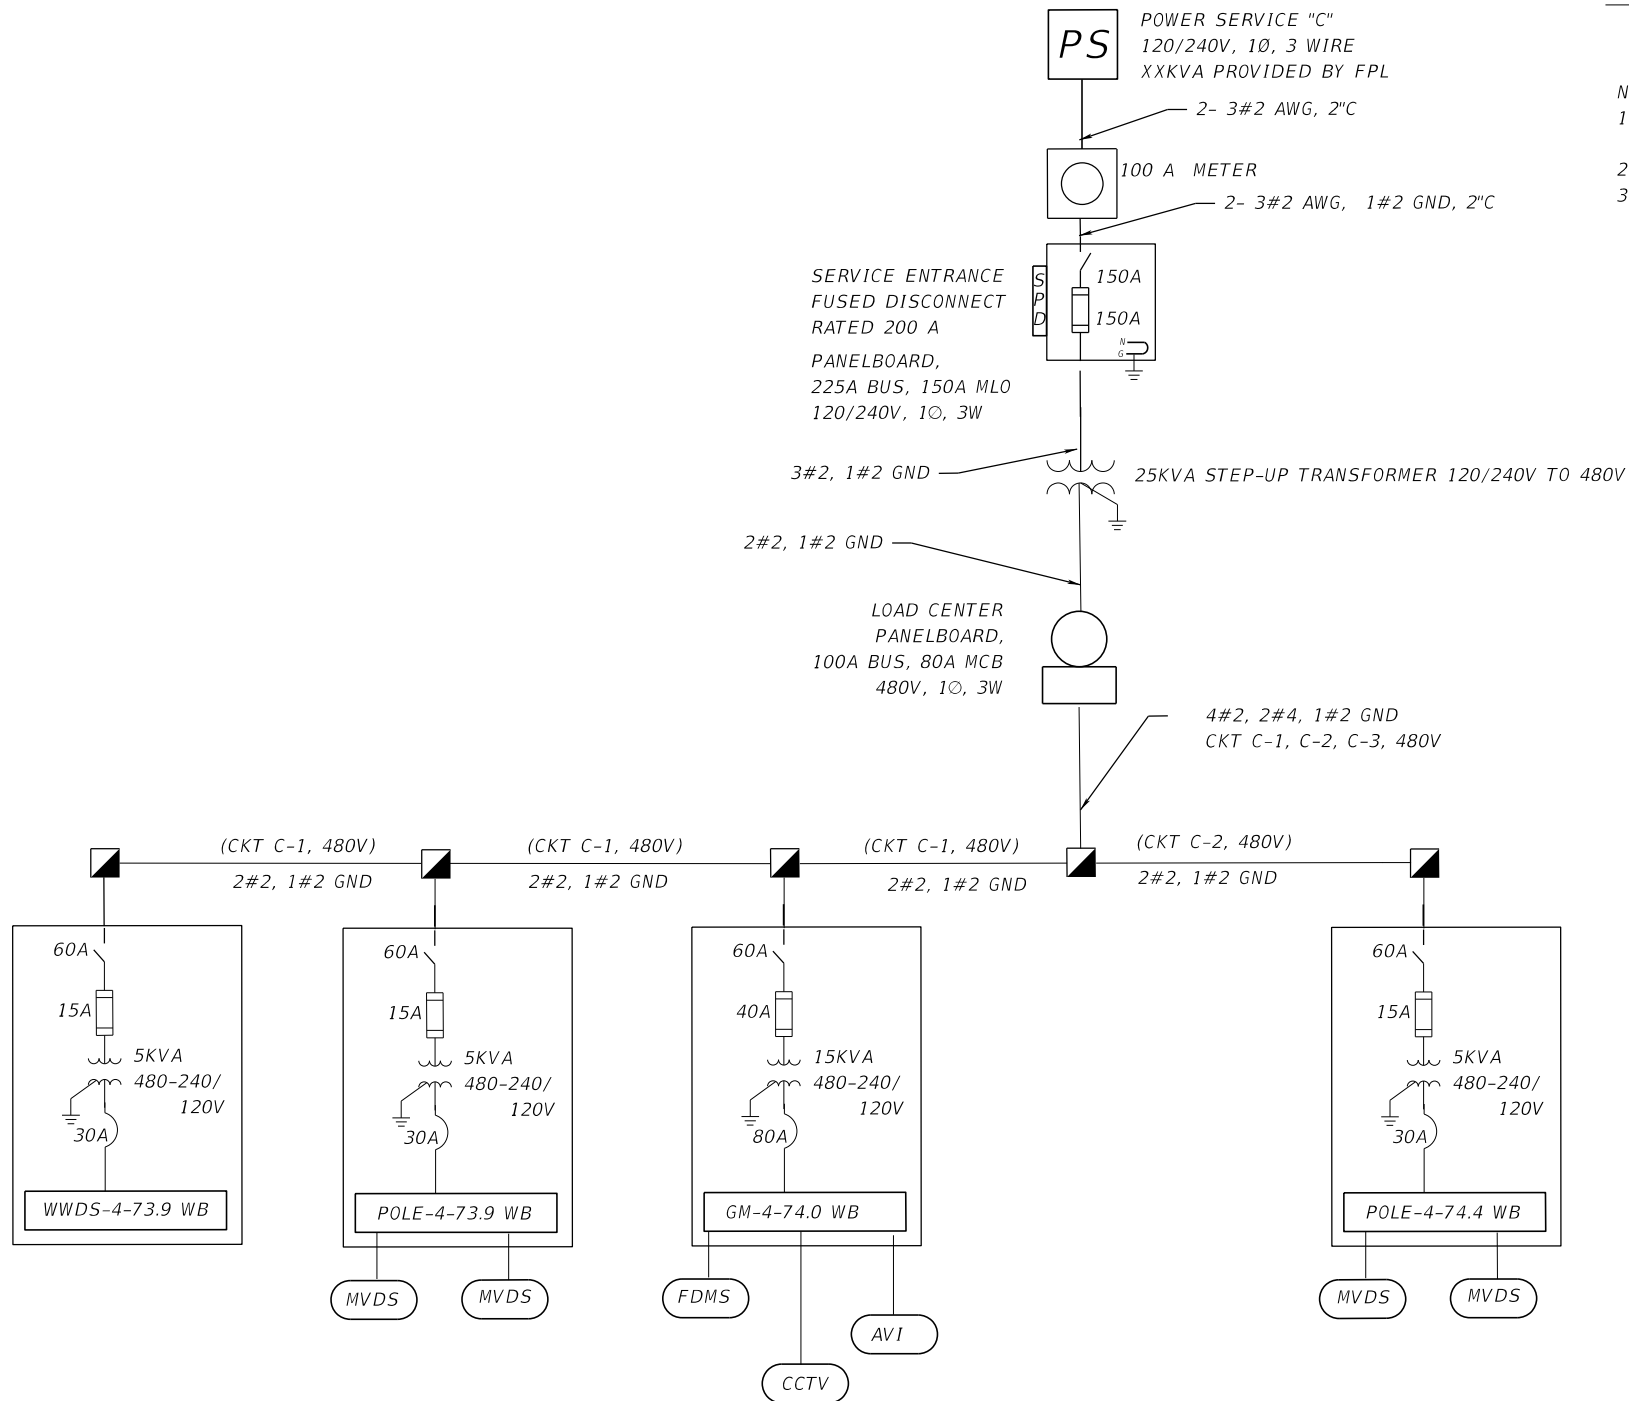 PS
POWER SERVICE "C"
120/240V, 1Ø, 3 WIRE
XXKVA PROVIDED BY FPL
2- 3#2 AWG, 2"C
N
1
2
3
100 A METER
2- 3#2 AWG, 1#2 GND, 2"C
SERVICE ENTRANCE
FUSED DISCONNECT
RATED 200 A
S
P
D
150A
150A
N
G
PANELBOARD,
225A BUS, 150A MLO
120/240V, 1∅, 3W
3#2, 1#2 GND
25KVA STEP-UP TRANSFORMER 120/240V TO 480V
2#2, 1#2 GND
LOAD CENTER
PANELBOARD,
100A BUS, 80A MCB
480V, 1∅, 3W
4#2, 2#4, 1#2 GND
CKT C-1, C-2, C-3, 480V
(CKT C-1, 480V)
2#2, 1#2 GND
(CKT C-1, 480V)
2#2, 1#2 GND
(CKT C-1, 480V)
2#2, 1#2 GND
(CKT C-2, 480V)
2#2, 1#2 GND
60A
15A
5KVA
480-240/
120V
30A
WWDS-4-73.9 WB
60A
15A
5KVA
480-240/
120V
30A
POLE-4-73.9 WB
MVDS
MVDS
60A
40A
15KVA
480-240/
120V
80A
GM-4-74.0 WB
FDMS
AVI
CCTV
60A
15A
5KVA
480-240/
120V
30A
POLE-4-74.4 WB
MVDS
MVDS